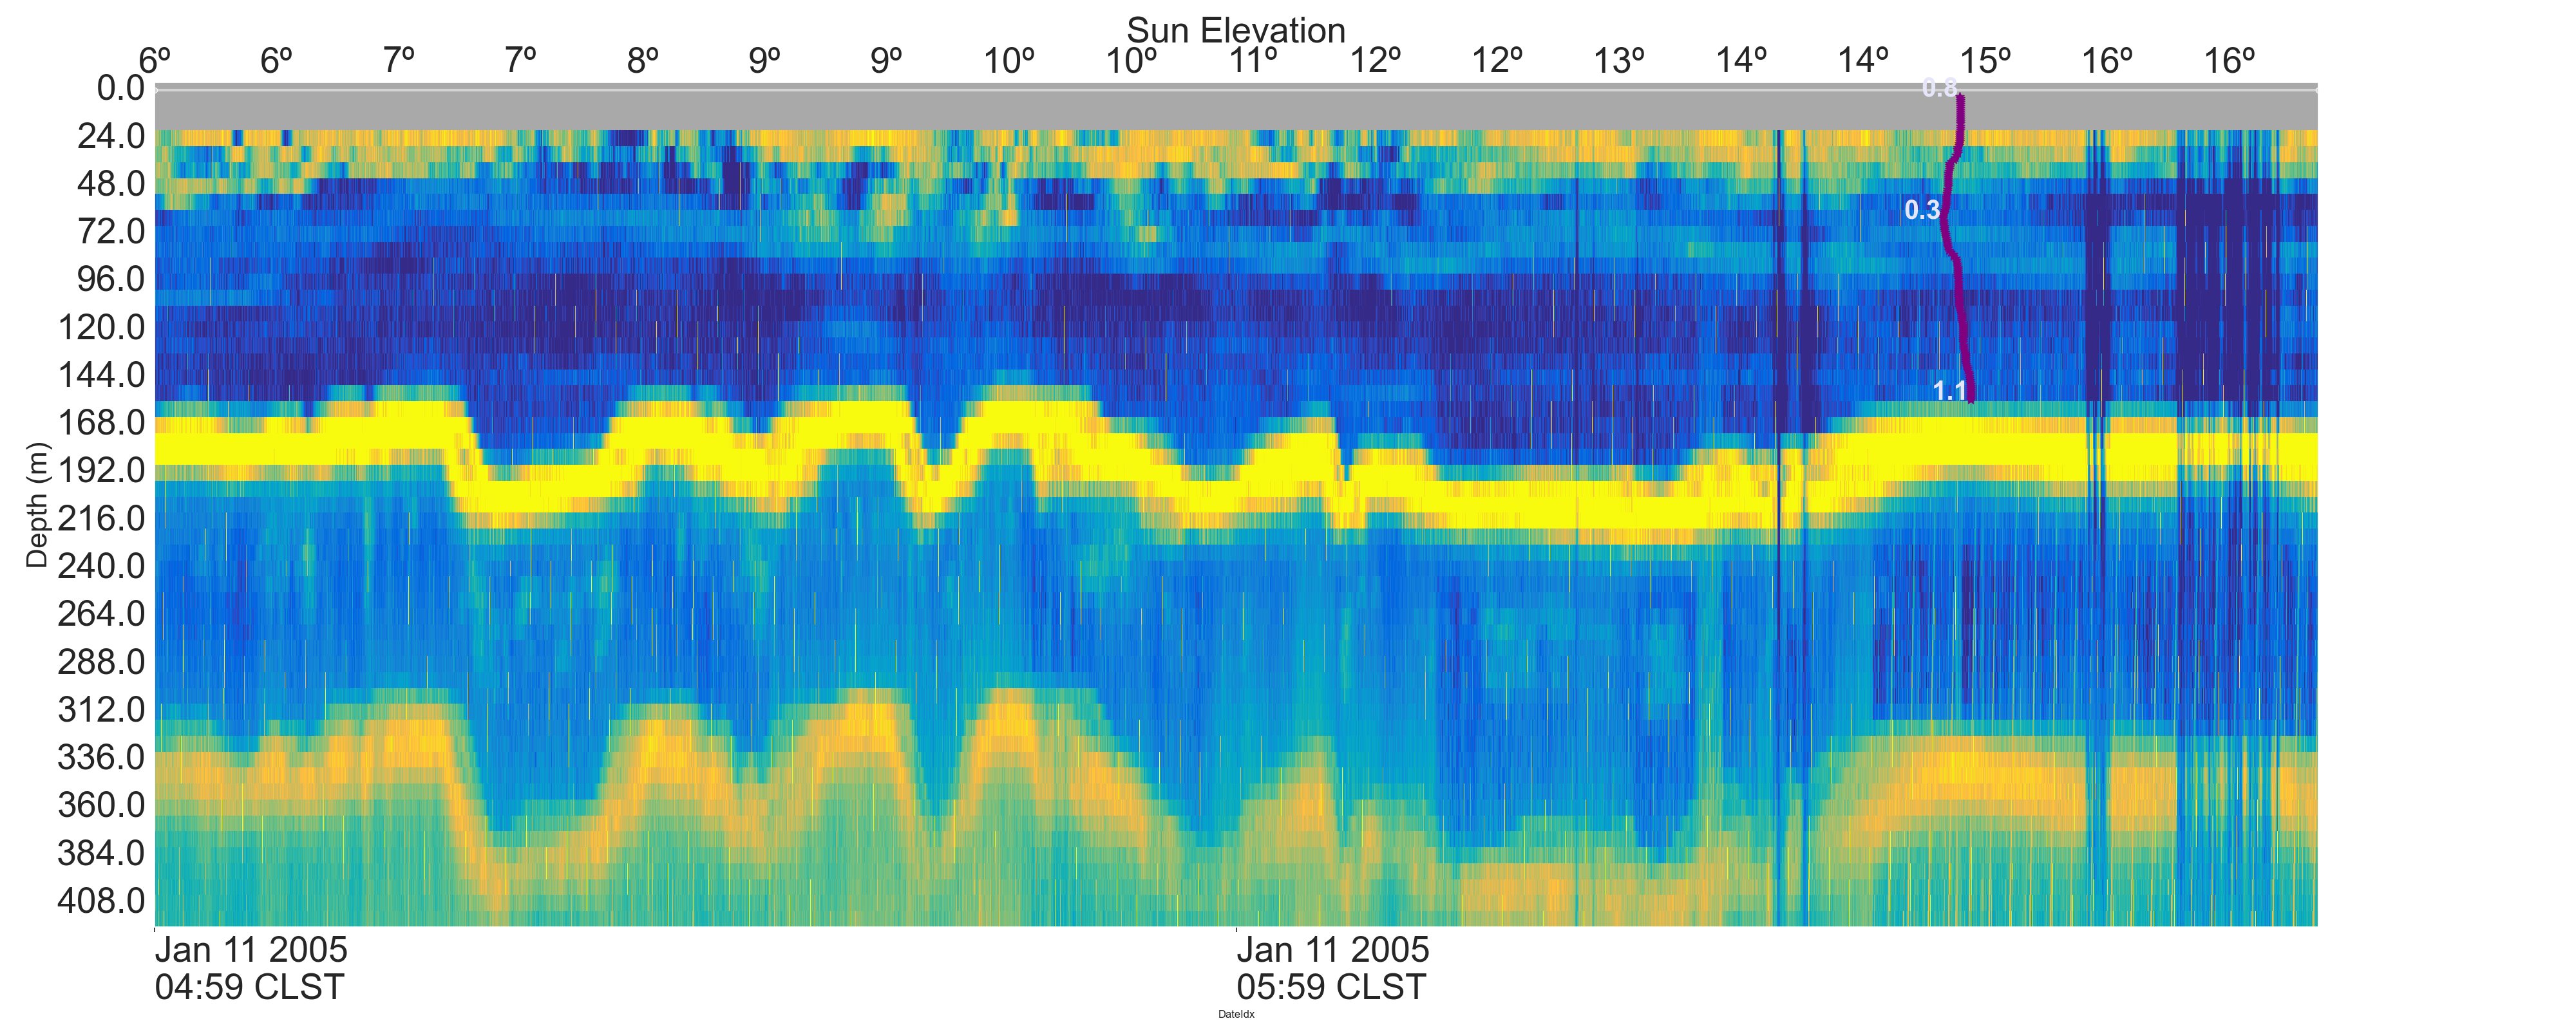 Sun Elevation
6º 6º 7º 7º 8º 9º 9º 10º 10º 11º 12º 12º 13º 14º 14º 15º 16º 16º
0.0
24.0
48.0
72.0
96.0
120.0
144.0
168.0
192.0
216.0
240.0
264.0
288.0
312.0
336.0
360.0
384.0
408.0
Depth (m)
0.8
0.3
1.1
Jan 11 2005
04:59 CLST
Jan 11 2005
05:59 CLST
DateIdx